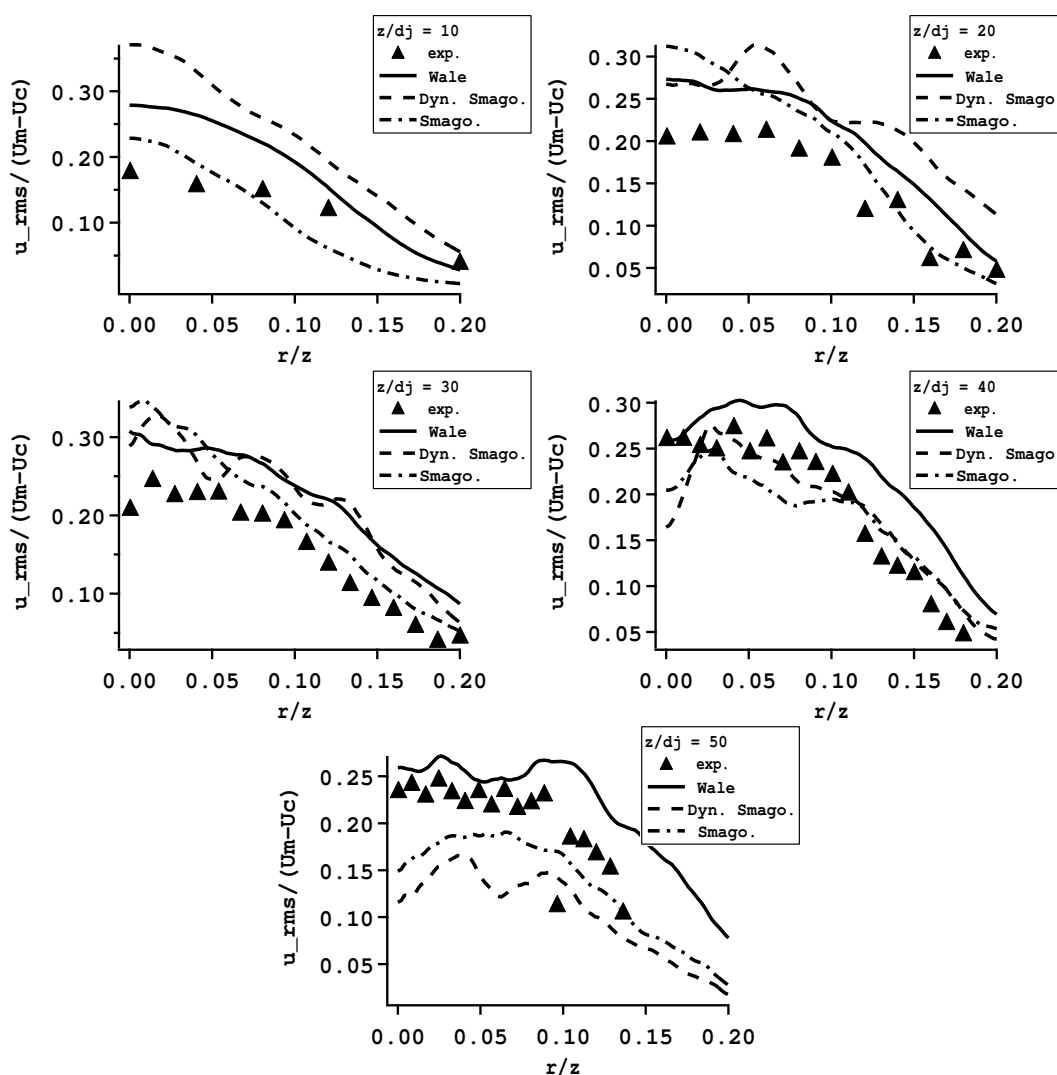 z/dj = 10
exp.
Wale
Dyn. Smago.
Smago.
u_rms/(Um-Uc)
0.30
0.20
0.10
0.00 0.05 0.10 0.15 0.20
r/z
z/dj = 20
exp.
Wale
Dyn. Smago.
Smago.
u_rms/(Um-Uc)
0.30
0.25
0.20
0.15
0.10
0.05
0.00 0.05 0.10 0.15 0.20
r/z
z/dj = 30
exp.
Wale
Dyn. Smago.
Smago.
u_rms/(Um-Uc)
0.30
0.20
0.10
0.00 0.05 0.10 0.15 0.20
r/z
z/dj = 40
exp.
Wale
Dyn. Smago.
Smago.
u_rms/(Um-Uc)
0.30
0.25
0.20
0.15
0.10
0.05
0.00 0.05 0.10 0.15 0.20
r/z
z/dj = 50
exp.
Wale
Dyn. Smago.
Smago.
u_rms/(Um-Uc)
0.25
0.20
0.15
0.10
0.05
0.00 0.05 0.10 0.15 0.20
r/z